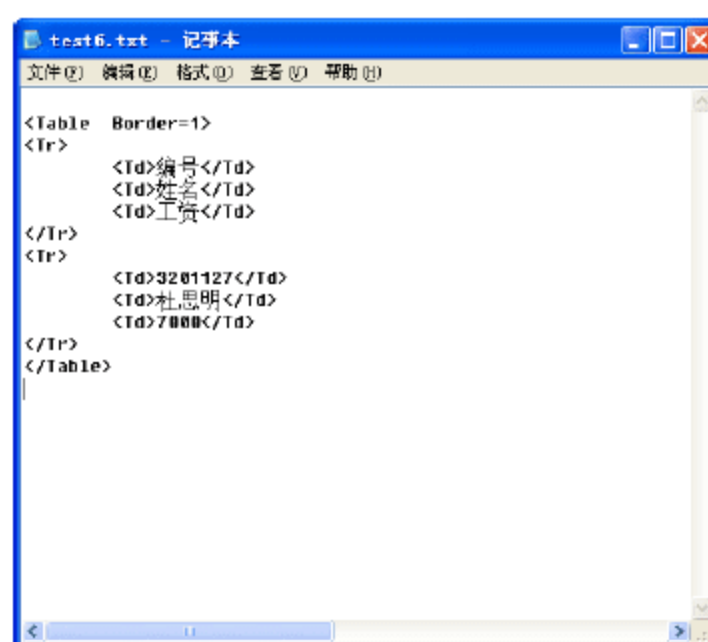 test6.txt - 记事本
文件(F) 编辑(E) 格式(O) 查看(V) 帮助(H)
<Table  Border=1>
<Tr>
<Td>编号</Td>
<Td>姓名</Td>
<Td>工资</Td>
</Tr>
<Tr>
<Td>3201127</Td>
<Td>杜思明</Td>
<Td>7000</Td>
</Tr>
</Table>